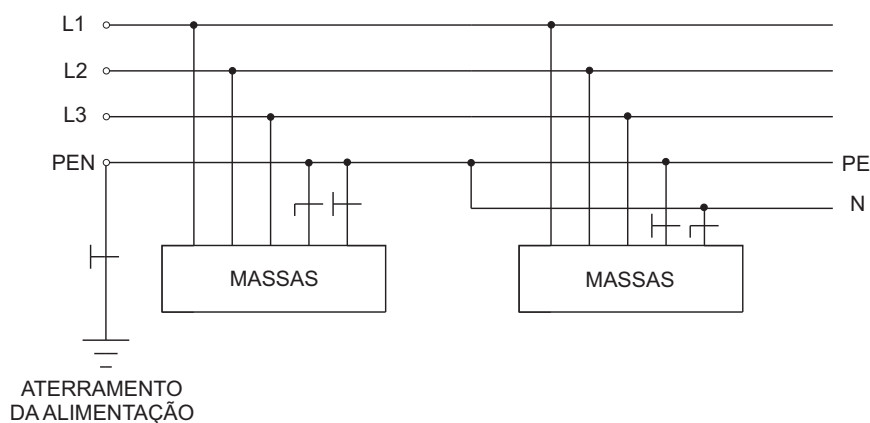 L1
L2
L3
PEN
PE
N
MASSAS
MASSAS
ATERRAMENTO
DA ALIMENTAÇÃO